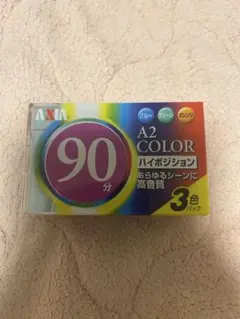 AXIA
ブルー グリーン オレンジ
A2
COLOR
90
分
ハイポジション
あらゆるシーンに
高音質
3色
パック